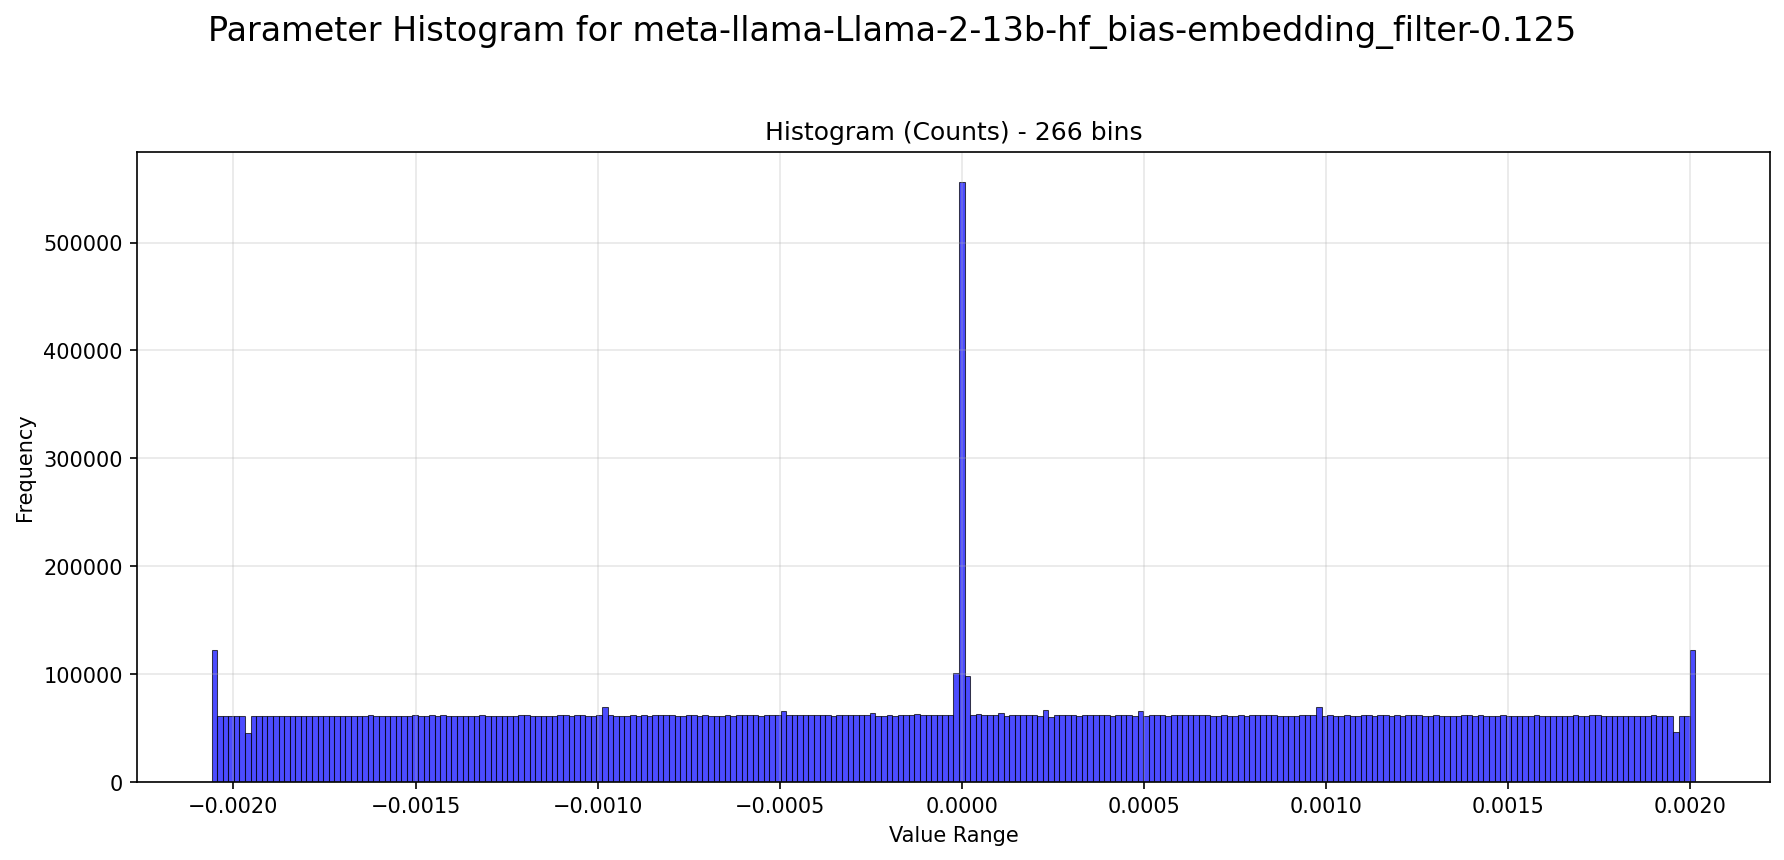 Parameter Histogram for meta-llama-Llama-2-13b-hf_bias-embedding_filter-0.125
Histogram (Counts) - 266 bins
Frequency
500000
400000
300000
200000
100000
0
−0.0020 −0.0015 −0.0010 −0.0005 0.0000 0.0005 0.0010 0.0015 0.0020
Value Range